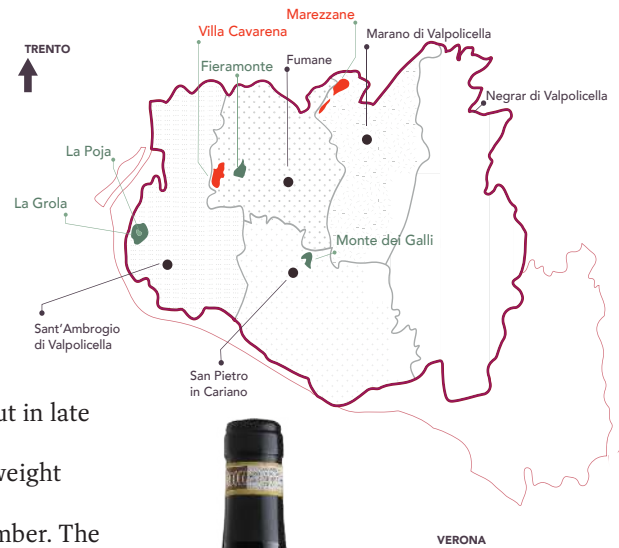 Marezzane
Villa Cavarena
Marano di Valpolicella
TRENTO
Fieramonte
Fumane
Negrar di Valpolicella
La Poja
La Grola
Monte dei Galli
Sant’Ambrogio
di Valpolicella
San Pietro
in Cariano
ut in late
weight
mber. The
VERONA